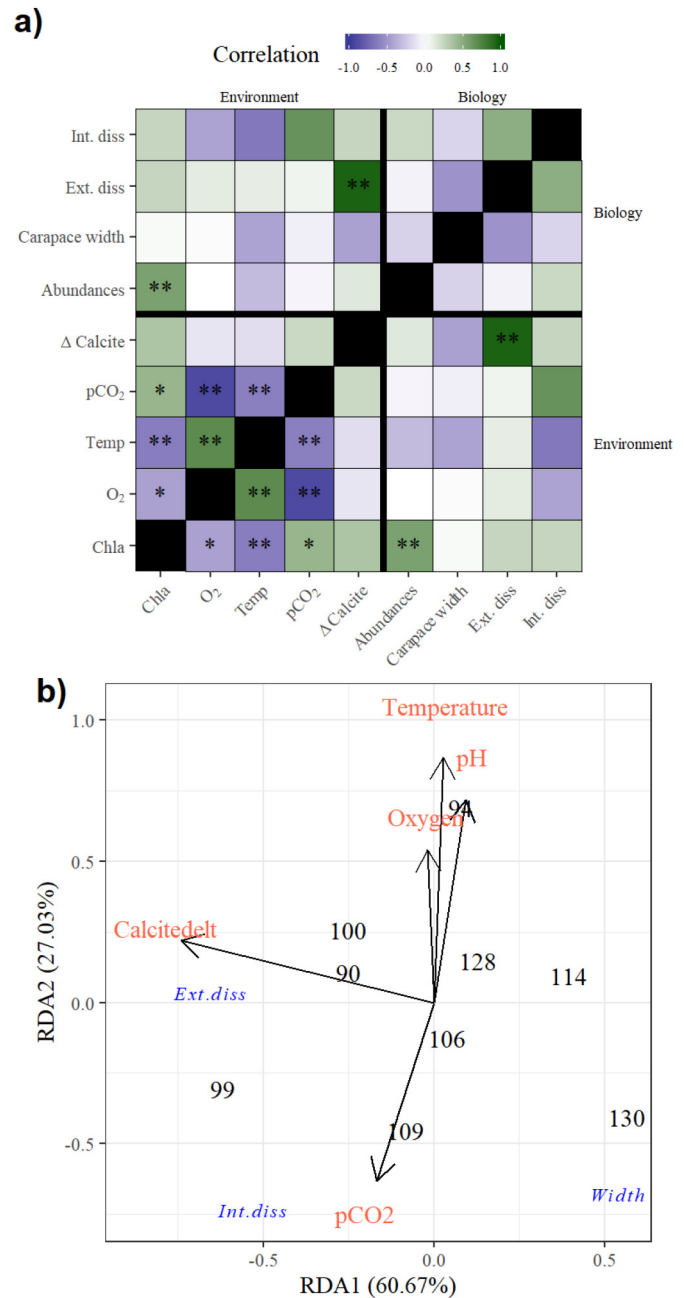 a)
Correlation
-1.0 -0.5 0.0 0.5 1.0
Environment Biology
Int. diss
Ext. diss **
Carapace width
Abundances **
Biology
Δ Calcite **
pCO₂ * ** **
Temp ** ** **
O₂ * ** **
Chla * ** * **
Environment
Chla O₂ Temp pCO₂ Δ Calcite Abundances Carapace width Ext. diss Int. diss
b)
Temperature
pH
94
Oxygen
Calcitedelt
100
90
128
114
Ext.diss
106
99
109
130
Int.diss
pCO2
Width
1.0
0.5
0.0
-0.5
RDA2 (27.03%)
-0.5 0.0 0.5
RDA1 (60.67%)